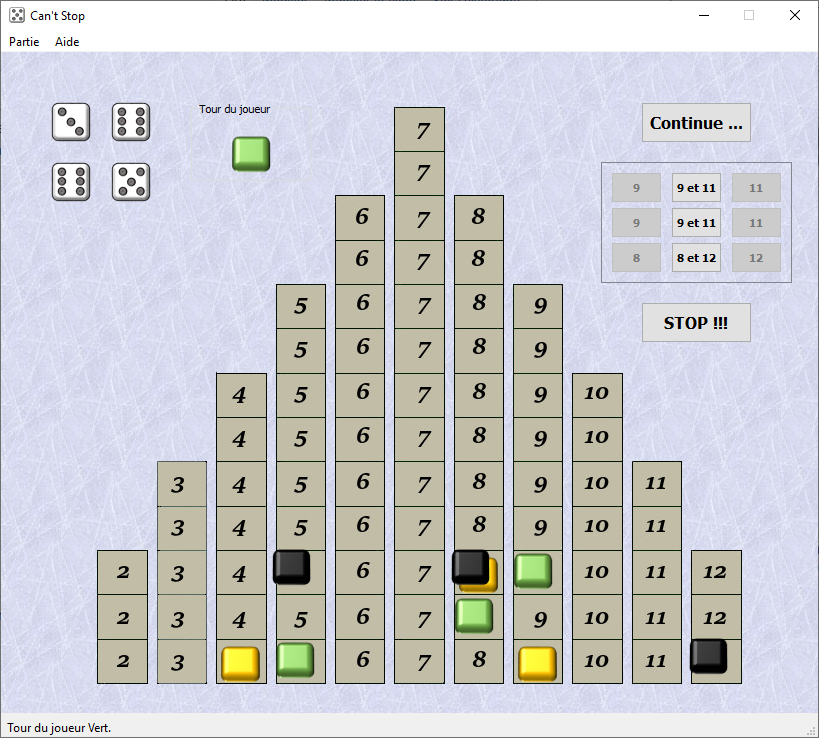 Can't Stop
Partie Aide
Tour du joueur
Continue ...
9 9 et 11 11
9 9 et 11 11
8 8 et 12 12
STOP !!!
7
7
6 7 8
6 7 8
5 6 7 8 9
5 6 7 8 9
4 5 6 7 8 9 10
4 5 6 7 8 9 10
3 4 5 6 7 8 9 10 11
3 4 5 6 7 8 9 10 11
2 3 4 6 7 10 11 12
2 3 4 5 6 7 9 10 11 12
2 3 6 7 8 10 11
Tour du joueur Vert.